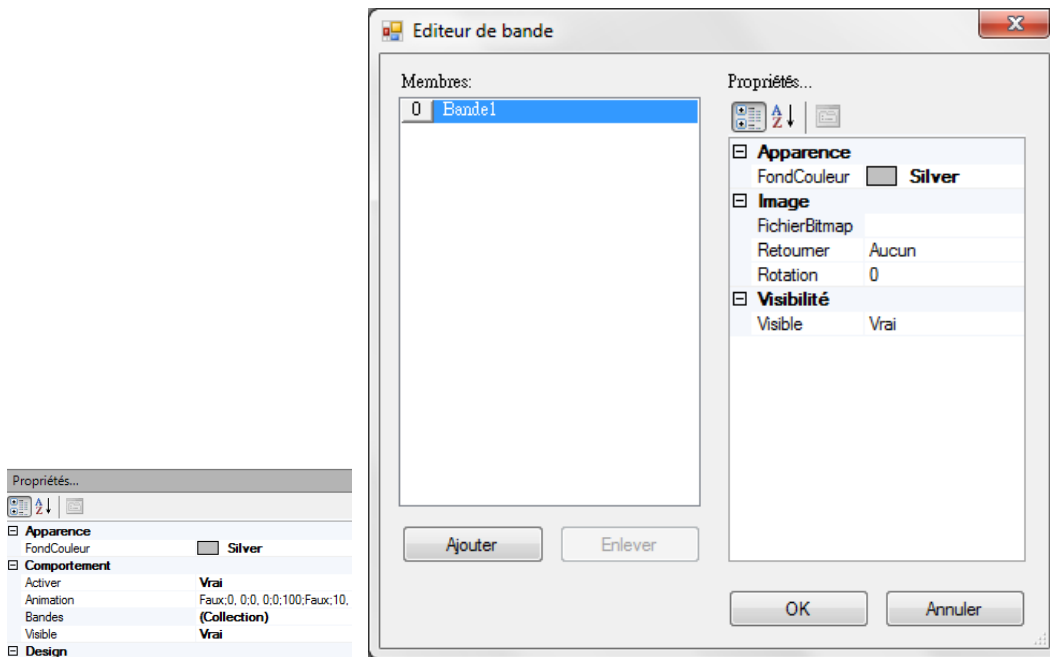 Propriétés...
Apparence
FondCouleur Silver
Comportement
Activer Vrai
Animation Faux;0, 0;0, 0;0;100;Faux;10,
Bandes (Collection)
Visible Vrai
Design
Editeur de bande
Membres:
0 Bande1
Ajouter Enlever
Propriétés...
Apparence
FondCouleur Silver
Image
FichierBitmap
Retourner Aucun
Rotation 0
Visibilité
Visible Vrai
OK Annuler